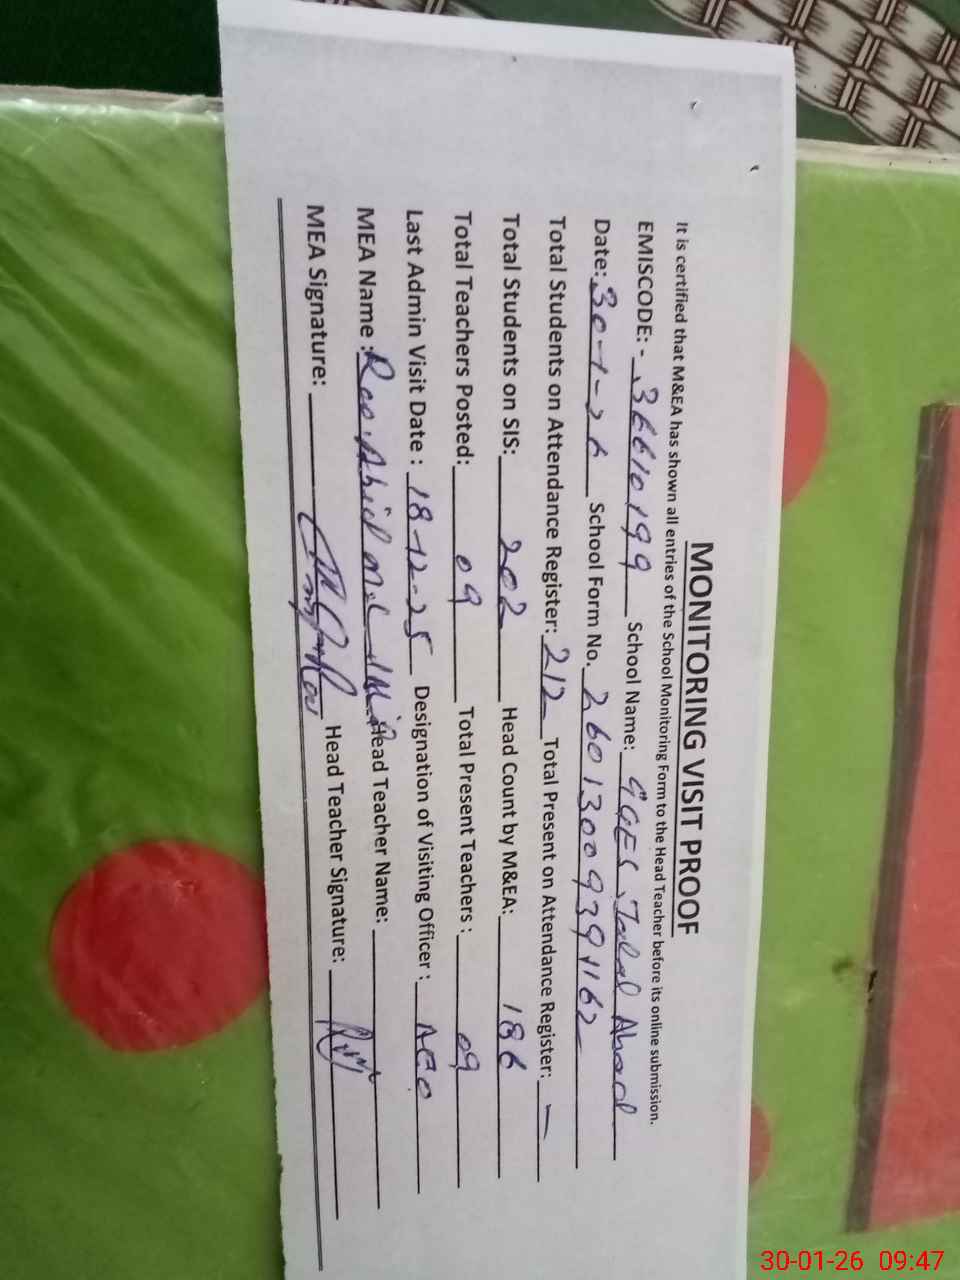 MONITORING VISIT PROOF
It is certified that M&EA has shown all entries of the School Monitoring Form to the Head Teacher before its online submission.
EMISCODE: - 36610199 School Name: GGES Jalal Abad
Date: 30-1-26 School Form No. 26013009391162
Total Students on Attendance Register: 212 Total Present on Attendance Register: —
Total Students on SIS: 202 Head Count by M&EA: 186
Total Teachers Posted: 09 Total Present Teachers : 09
Last Admin Visit Date : 18-12-25 Designation of Visiting Officer : AEO
MEA Name : Rao Abid Head Teacher Name:
MEA Signature: Head Teacher Signature:
30-01-26 09:47